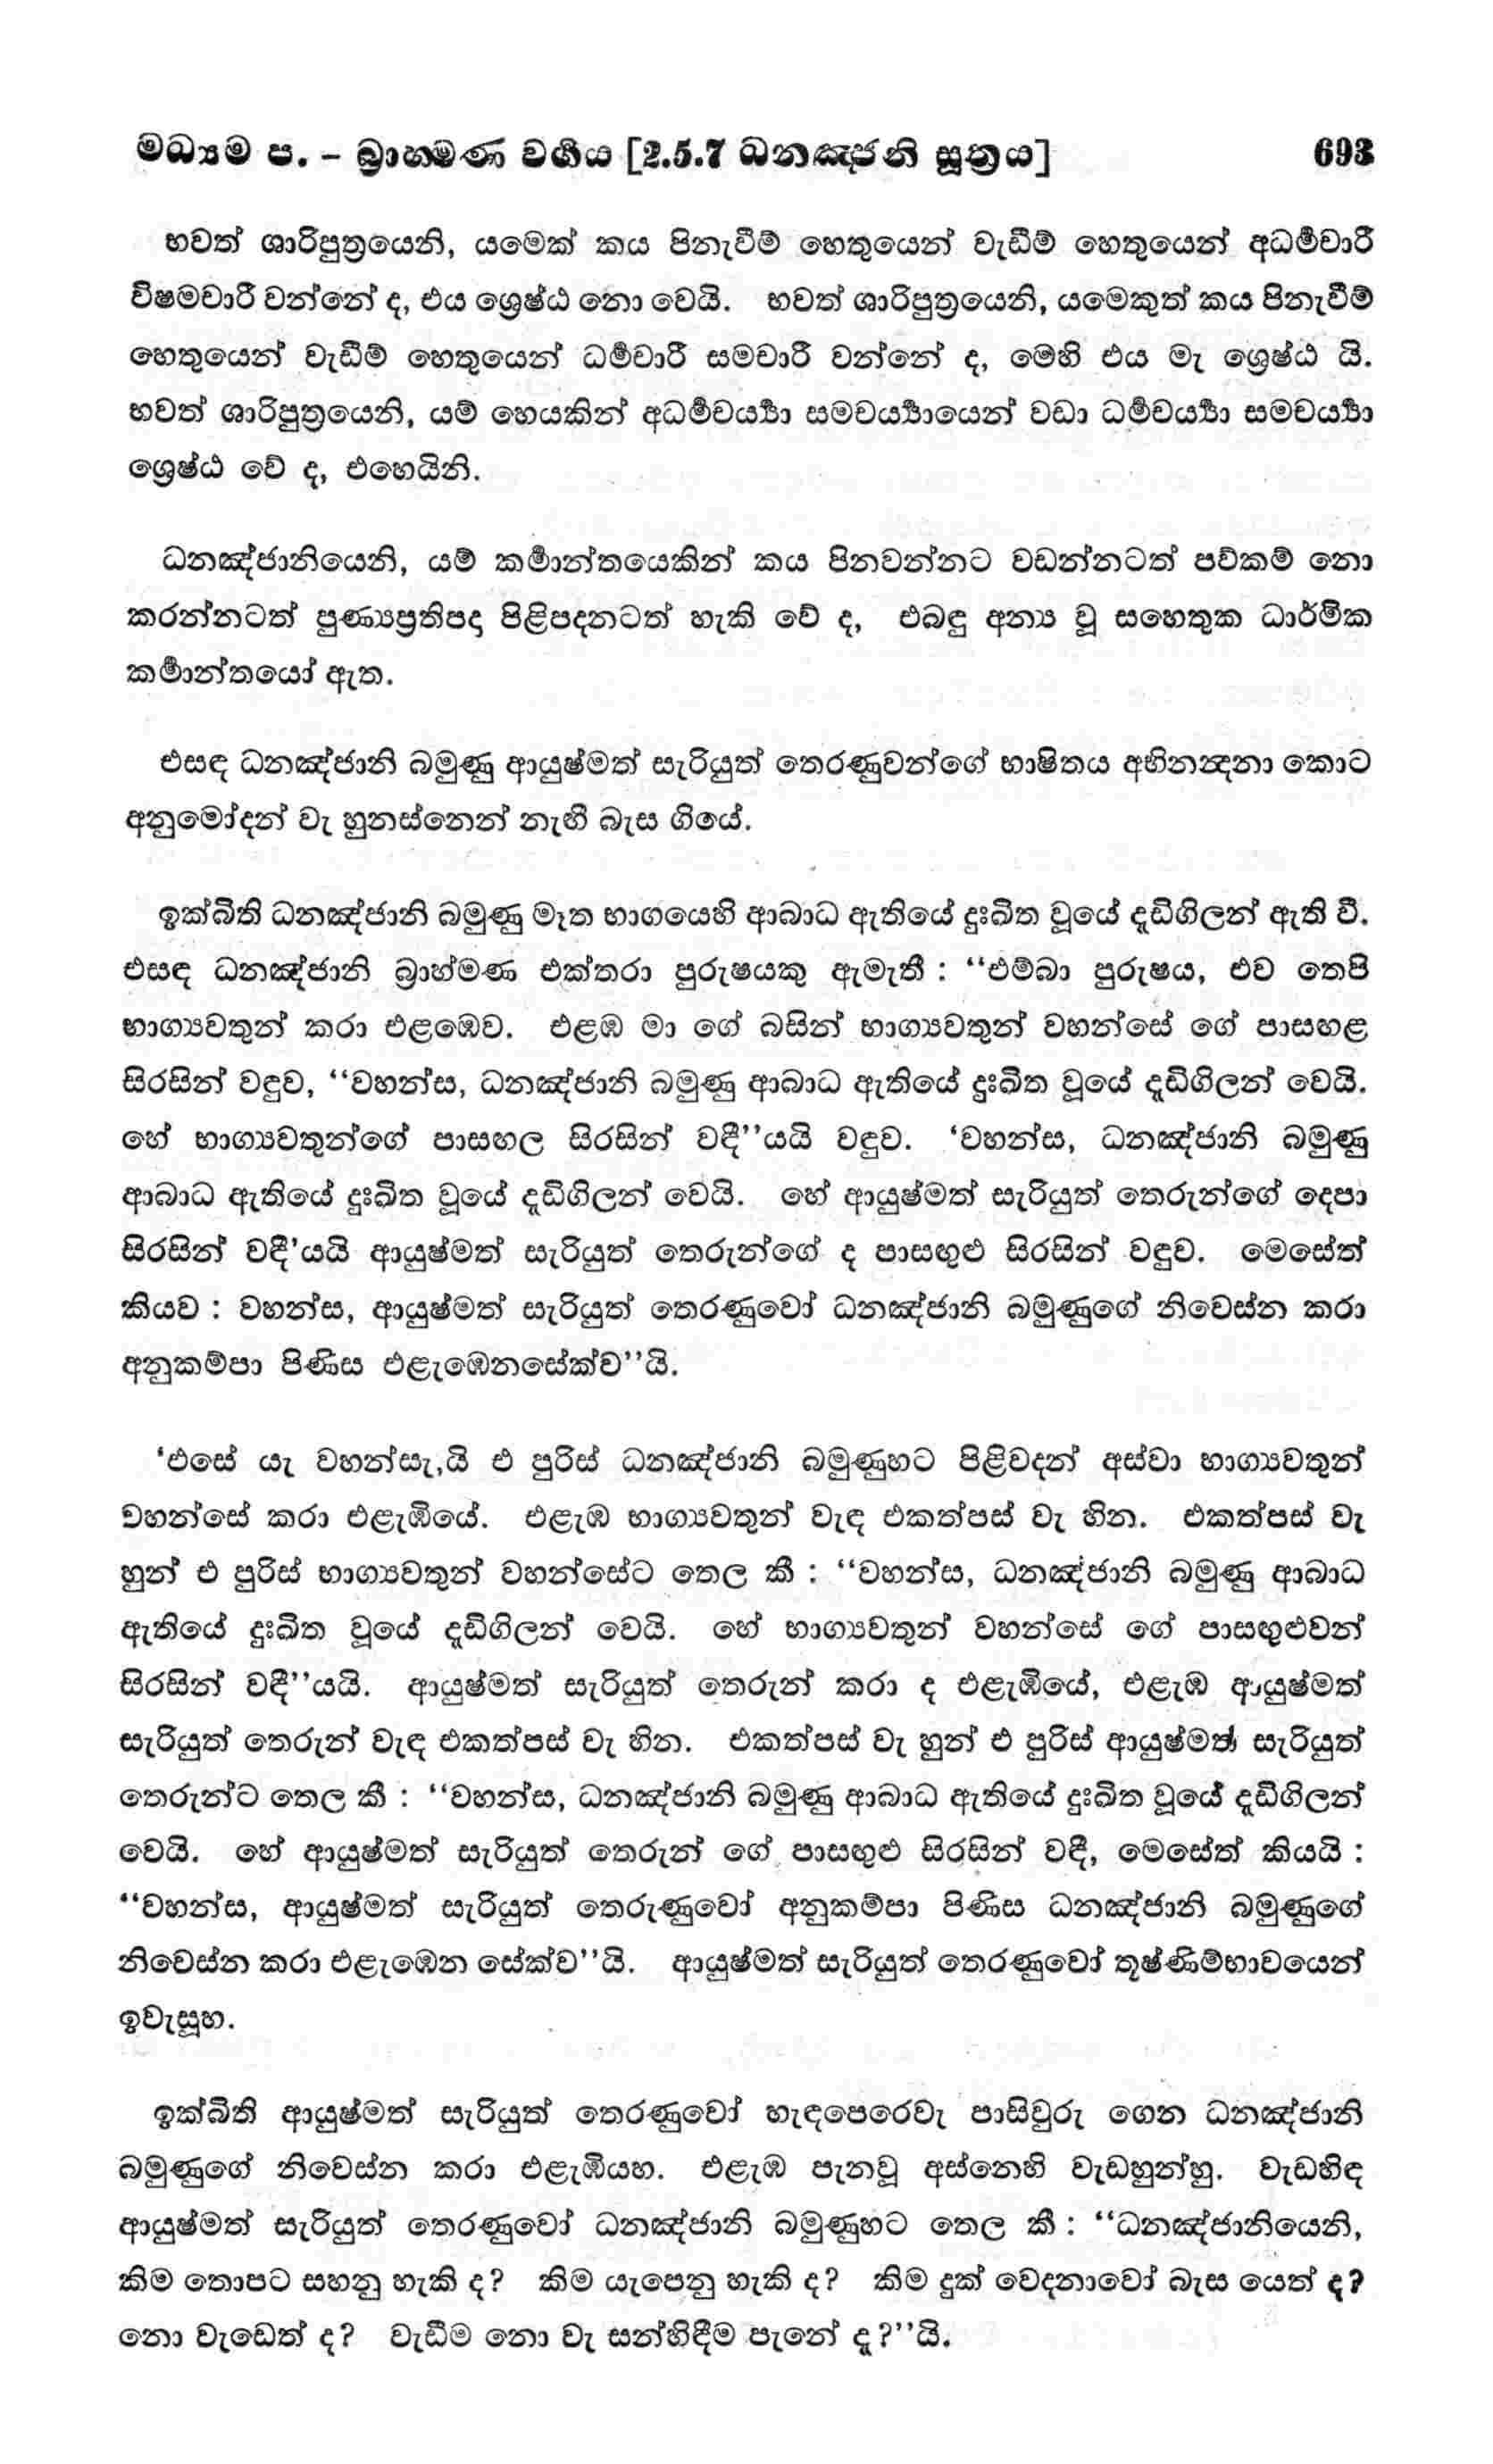 මධ්‍යම ප. – බ්‍රාහමණ වර්‍ගය [2.5.7 ධනඤ්ජනි සූත්‍රය] 693
භවත් ශාරිපුත්‍රයෙනි, යමෙක් කය පිනැවීම් හෙතුයෙන් වැඩීම් හෙතුයෙන් අධර්‍මචාරී
විෂමචාරී වන්නේ ද, එය ශ්‍රෙෂ්ඨ නො වෙයි. භවත් ශාරිපුත්‍රයෙනි, යමෙකුත් කය පිනැවීම්
හෙතුයෙන් වැඩීම් හෙතුයෙන් ධර්‍මචාරී සමචාරී වන්නේ ද, මෙහි එය මැ ශ්‍රෙෂ්ඨ යි.
භවත් ශාරිපුත්‍රයෙනි, යම් හෙයකින් අධර්‍මචර්‍ය්‍යා සමචර්‍ය්‍යායෙන් වඩා ධර්‍මචර්‍ය්‍යා සමචර්‍ය්‍යා
ශ්‍රෙෂ්ඨ වේ ද, එහෙයිනි.
ධනඤ්ජානියෙනි, යම් කර්‍මාන්තයෙකින් කය පිනවන්නට වඩන්නටත් පව්කම් නො
කරන්නටත් පුණ්‍යප්‍රතිපදා පිළිපදනටත් හැකි වේ ද, එබඳු අන්‍ය වූ සහෙතුක ධාර්මික
කර්‍මාන්තයෝ ඇත.
එසඳ ධනඤ්ජානි බමුණු ආයුෂ්මත් සැරියුත් තෙරණුවන්ගේ භාෂිතය අභිනන්‍දනා කොට
අනුමෝදන් වැ හුනස්නෙන් නැඟී බැස ගියේ.
ඉක්බිති ධනඤ්ජානි බමුණු මෑත භාගයෙහි ආබාධ ඇතියේ දුඃඛිත වූයේ දැඩිගිලන් ඇති වී.
එසඳ ධනඤ්ජානි බ්‍රාහ්මණ එක්තරා පුරුෂයකු ඇමැතී : “එම්බා පුරුෂය, එව තෙපි
භාග්‍යවතුන් කරා එළඹෙව. එළඹ මා ගේ බසින් භාග්‍යවතුන් වහන්සේ ගේ පාසඟළ
සිරසින් වඳුව, “වහන්ස, ධනඤ්ජානි බමුණු ආබාධ ඇතියේ දුඃඛිත වූයේ දැඩිගිලන් වෙයි.
හේ භාග්‍යවතුන්ගේ පාසඟල සිරසින් වඳී”යයි වඳුව. ‘වහන්ස, ධනඤ්ජානි බමුණු
ආබාධ ඇතියේ දුඃඛිත වූයේ දැඩිගිලන් වෙයි. හේ ආයුෂ්මත් සැරියුත් තෙරුන්ගේ දෙපා
සිරසින් වඳී’යයි ආයුෂ්මත් සැරියුත් තෙරුන්ගේ ද පාසඟුළු සිරසින් වඳුව. මෙසේත්
කියව : වහන්ස, ආයුෂ්මත් සැරියුත් තෙරණුවෝ ධනඤ්ජානි බමුණුගේ නිවෙස්න කරා
අනුකම්පා පිණිස එළැඹෙනසේක්ව”යි.
‘එසේ යැ වහන්සැ,යි එ පුරිස් ධනඤ්ජානි බමුණුහට පිළිවදන් අස්වා භාග්‍යවතුන්
වහන්සේ කරා එළැඹියේ. එළැඹ භාග්‍යවතුන් වැඳ එකත්පස් වැ හින. එකත්පස් වැ
හුන් එ පුරිස් භාග්‍යවතුන් වහන්සේට තෙල කී : “වහන්ස, ධනඤ්ජානි බමුණු ආබාධ
ඇතියේ දුඃඛිත වූයේ දැඩිගිලන් වෙයි. හේ භාග්‍යවතුන් වහන්සේ ගේ පාසඟුළුවන්
සිරසින් වඳී”යයි. ආයුෂ්මත් සැරියුත් තෙරුන් කරා ද එළැඹියේ, එළැඹ ආයුෂ්මත්
සැරියුත් තෙරුන් වැඳ එකත්පස් වැ හින. එකත්පස් වැ හුන් එ පුරිස් ආයුෂ්මත් සැරියුත්
තෙරුන්ට තෙල කී : “වහන්ස, ධනඤ්ජානි බමුණු ආබාධ ඇතියේ දුඃඛිත වූයේ දැඩිගිලන්
වෙයි. හේ ආයුෂ්මත් සැරියුත් තෙරුන් ගේ පාසඟුළු සිරසින් වඳී, මෙසේත් කියයි :
“වහන්ස, ආයුෂ්මත් සැරියුත් තෙරුණුවෝ අනුකම්පා පිණිස ධනඤ්ජානි බමුණුගේ
නිවෙස්න කරා එළැඹෙන සේක්ව”යි. ආයුෂ්මත් සැරියුත් තෙරණුවෝ තූෂ්ණිම්භාවයෙන්
ඉවැසූහ.
ඉක්බිති ආයුෂ්මත් සැරියුත් තෙරණුවෝ හැඳපෙරෙවැ පාසිවුරු ගෙන ධනඤ්ජානි
බමුණුගේ නිවෙස්න කරා එළැඹියහ. එළැඹ පැනවූ අස්නෙහි වැඩහුන්හු. වැඩහිඳ
ආයුෂ්මත් සැරියුත් තෙරණුවෝ ධනඤ්ජානි බමුණුහට තෙල කී : “ධනඤ්ජානියෙනි,
කිම තොපට සහනු හැකි ද? කිම යැපෙනු හැකි ද? කිම දුක් වෙදනාවෝ බැස යෙත් ද?
නො වැඩෙත් ද? වැඩීම නො වැ සන්හිඳීම පැනේ දැ?”යි.